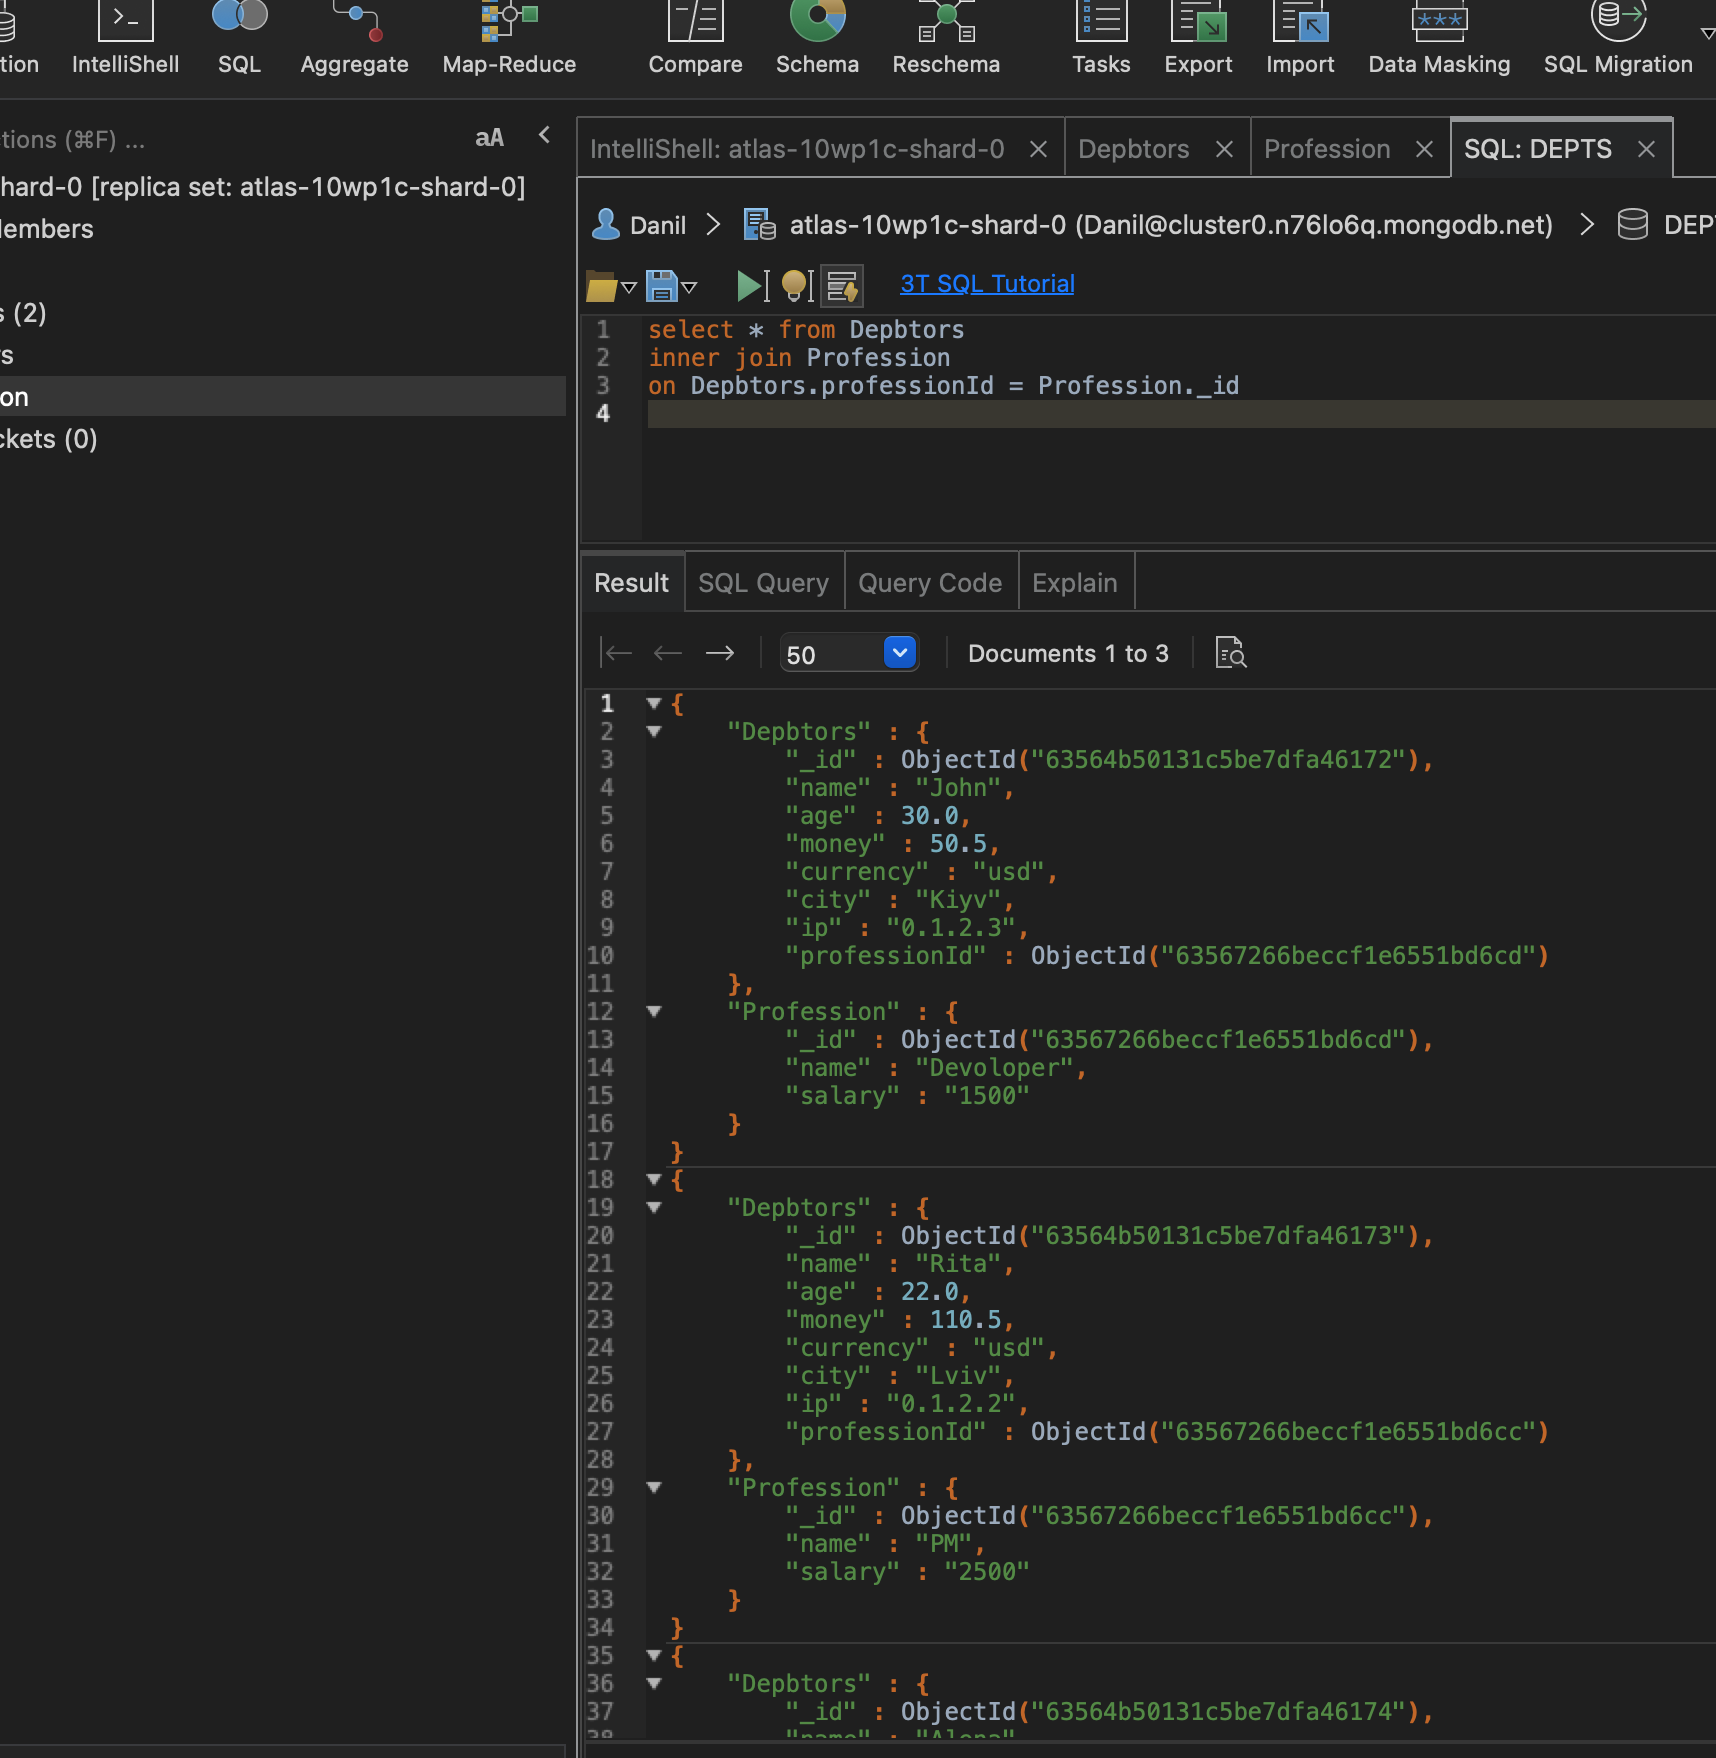 tion IntelliShell SQL Aggregate Map-Reduce Compare Schema Reschema Tasks Export Import Data Masking SQL Migration
ctions (⌘F) ... aA
hard-0 [replica set: atlas-10wp1c-shard-0]
Members
s (2)
rs
on
ckets (0)
IntelliShell: atlas-10wp1c-shard-0 Depbtors Profession SQL: DEPTS
Danil atlas-10wp1c-shard-0 (Danil@cluster0.n76lo6q.mongodb.net) DEPT
3T SQL Tutorial
1 select * from Depbtors
2 inner join Profession
3 on Depbtors.professionId = Profession._id
4
Result SQL Query Query Code Explain
50 Documents 1 to 3
1 {
2 "Depbtors" : {
3 "_id" : ObjectId("63564b50131c5be7dfa46172"),
4 "name" : "John",
5 "age" : 30.0,
6 "money" : 50.5,
7 "currency" : "usd",
8 "city" : "Kiyv",
9 "ip" : "0.1.2.3",
10 "professionId" : ObjectId("63567266beccf1e6551bd6cd")
11 },
12 "Profession" : {
13 "_id" : ObjectId("63567266beccf1e6551bd6cd"),
14 "name" : "Devoloper",
15 "salary" : "1500"
16 }
17 }
18 {
19 "Depbtors" : {
20 "_id" : ObjectId("63564b50131c5be7dfa46173"),
21 "name" : "Rita",
22 "age" : 22.0,
23 "money" : 110.5,
24 "currency" : "usd",
25 "city" : "Lviv",
26 "ip" : "0.1.2.2",
27 "professionId" : ObjectId("63567266beccf1e6551bd6cc")
28 },
29 "Profession" : {
30 "_id" : ObjectId("63567266beccf1e6551bd6cc"),
31 "name" : "PM",
32 "salary" : "2500"
33 }
34 }
35 {
36 "Depbtors" : {
37 "_id" : ObjectId("63564b50131c5be7dfa46174"),
38 "name" : "Alona"